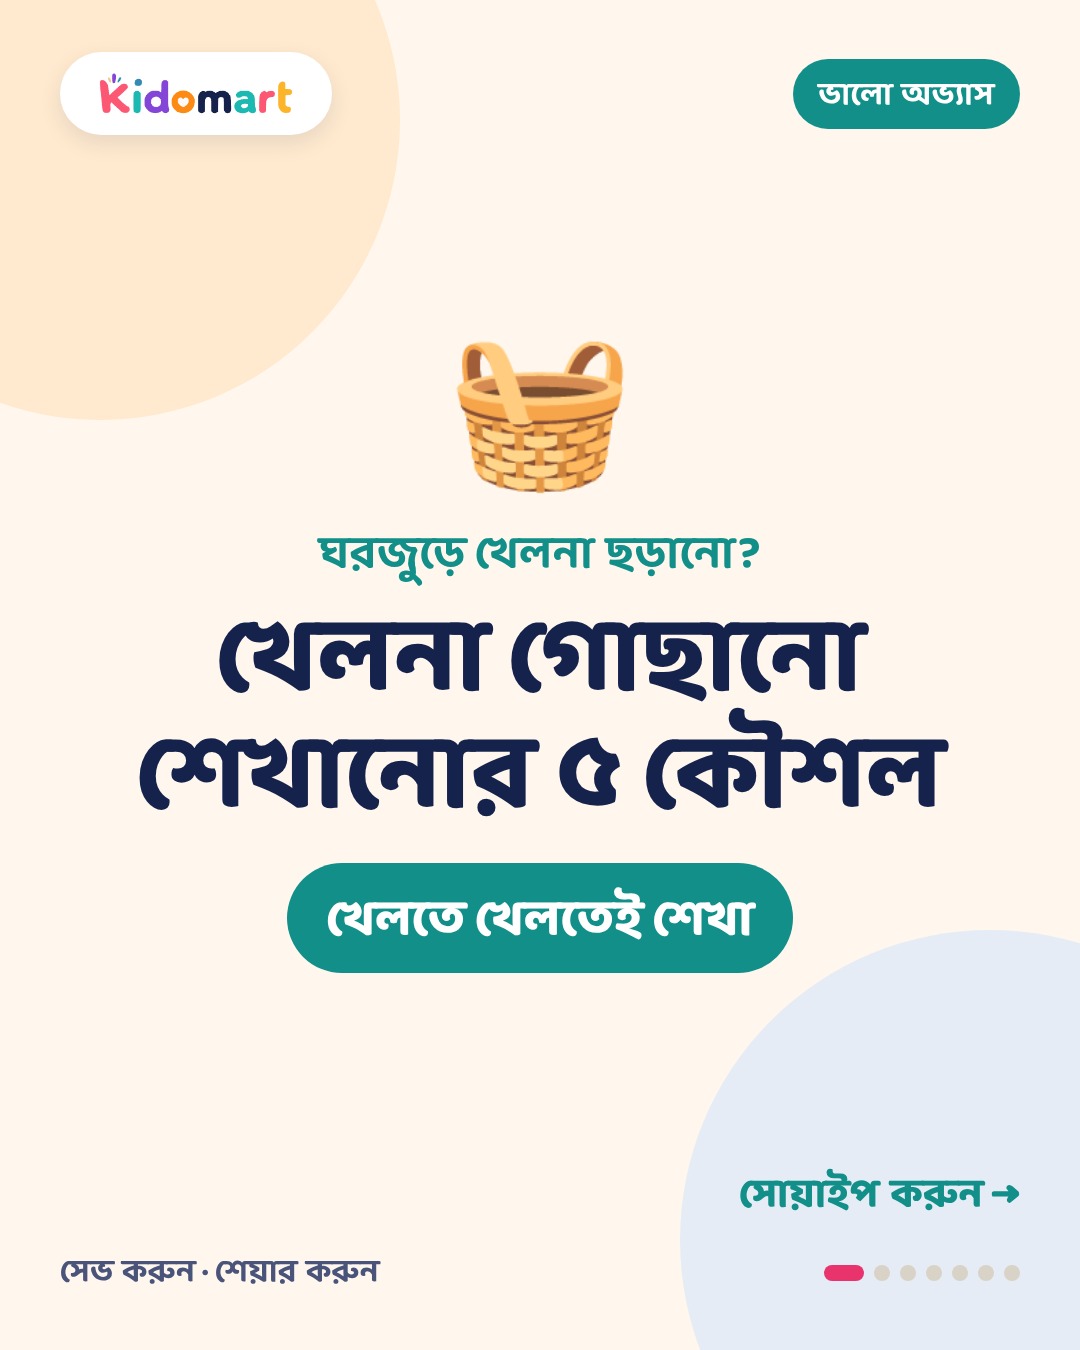 Kidomart
ভালো অভ্যাস
ঘরজুড়ে খেলনা ছড়ানো?
খেলনা গোছানো
শেখানোর ৫ কৌশল
খেলতে খেলতেই শেখা
সোয়াইপ করুন →
সেভ করুন · শেয়ার করুন